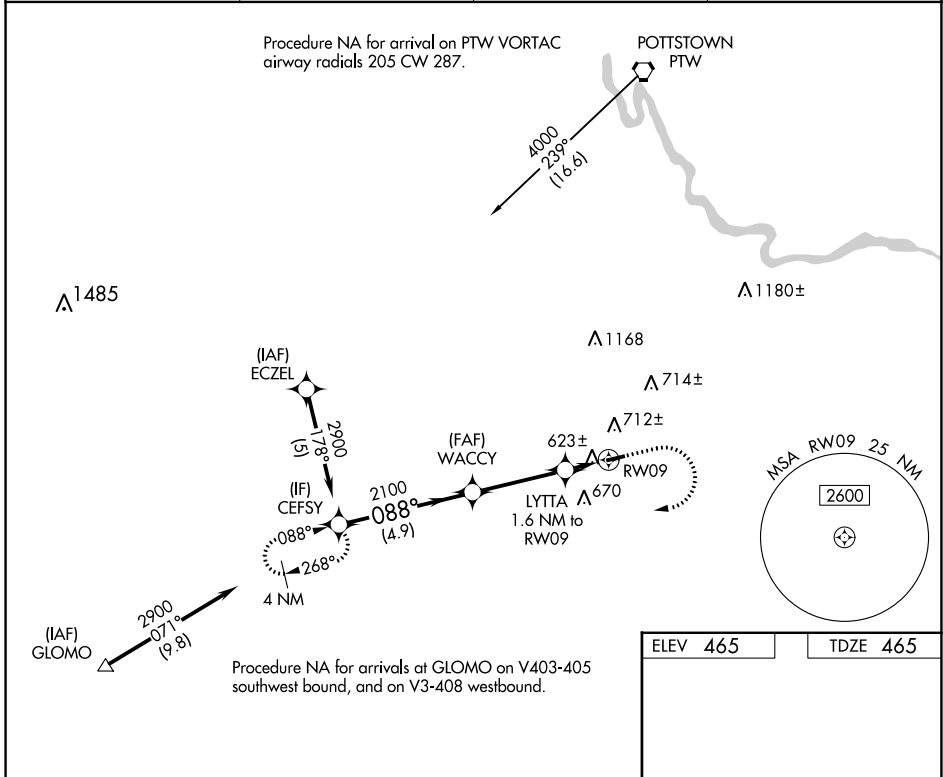 Procedure NA for arrival on PTW VORTAC
airway radials 205 CW 287.
POTTSTOWN
PTW
4000
239°
(16.6)
1485
1180±
1168
(IAF)
ECZEL
714±
2900
178°
(5)
712±
(FAF)
WACCY
623±
RW09
MSA RW09 25 NM
2600
(IF)
CEFSY
2100
088°
(4.9)
LYTTA
1.6 NM to
RW09
670
088°
268°
4 NM
2900
071°
(9.8)
(IAF)
GLOMO
Procedure NA for arrivals at GLOMO on V403-405
southwest bound, and on V3-408 westbound.
ELEV 465
TDZE 465